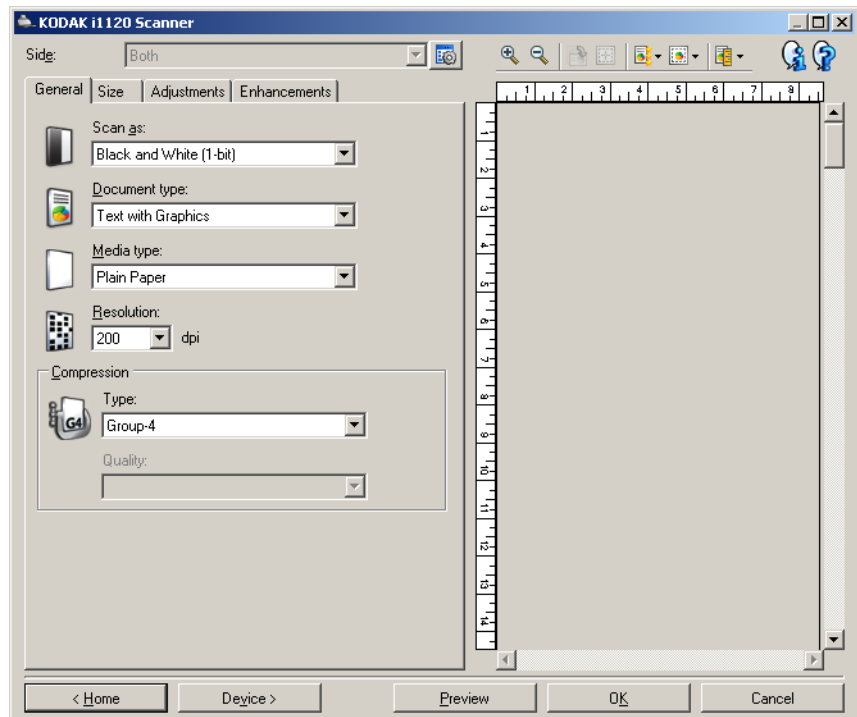 KODAK i1120 Scanner
Side: Both
General Size Adjustments Enhancements
Scan as:
Black and White (1-bit)
Document type:
Text with Graphics
Media type:
Plain Paper
Resolution:
200 dpi
Compression
Type:
G4 Group-4
Quality:
1 2 3 4 5 6 7 8
1
2
3
4
5
6
7
8
9
10
11
12
13
14
< Home Device > Preview OK Cancel